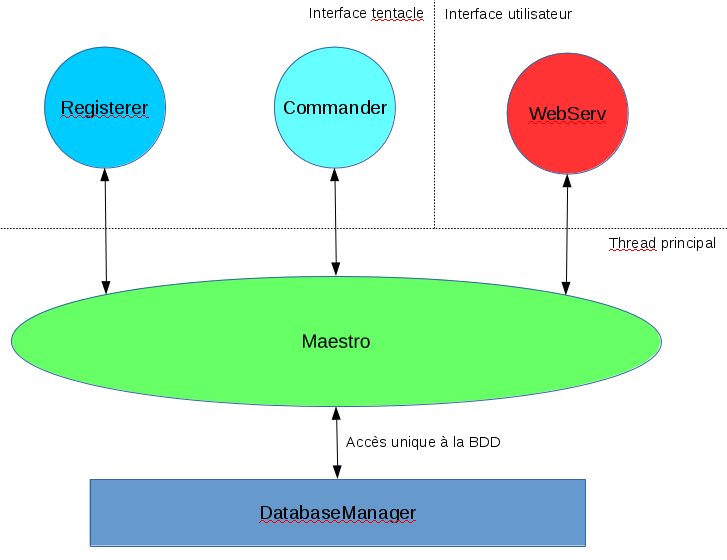 Interface tentacle
Interface utilisateur
Registerer
Commander
WebServ
Thread principal
Maestro
Accès unique à la BDD
DatabaseManager